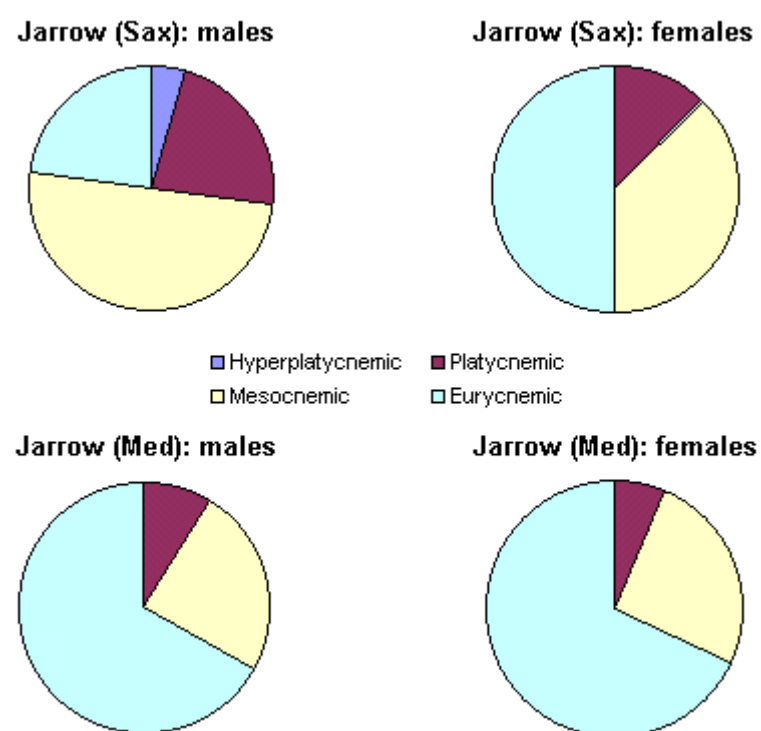 Jarrow (Sax): males
Jarrow (Sax): females
Hyperplatycnemic
Platycnemic
Mesocnemic
Eurycnemic
Jarrow (Med): males
Jarrow (Med): females